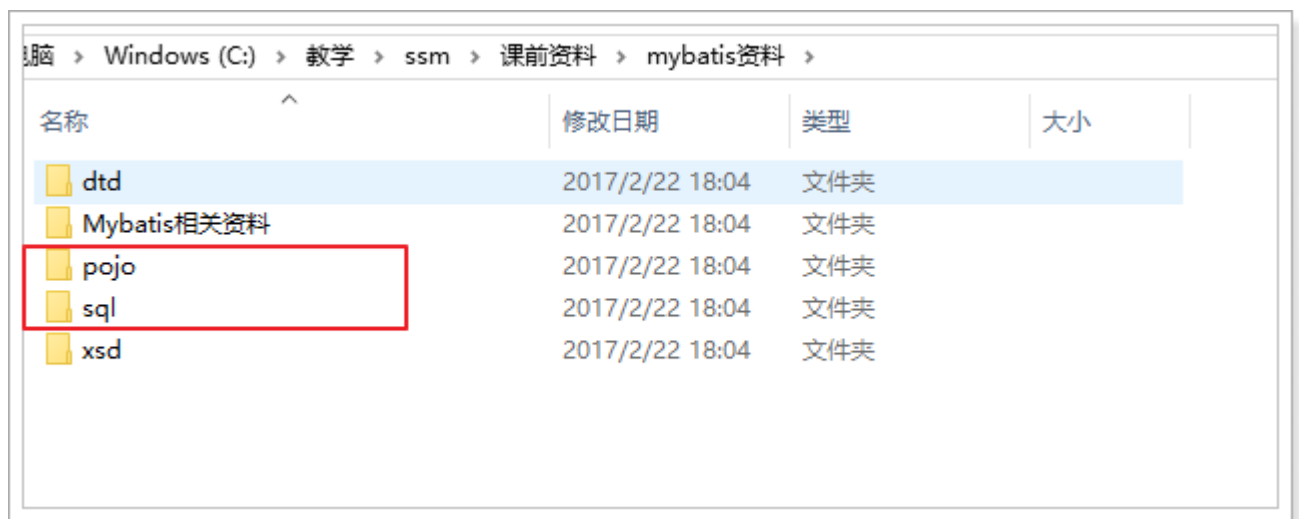 脑 › Windows (C:) › 教学 › ssm › 课前资料 › mybatis资料 ›
名称 修改日期 类型 大小
dtd 2017/2/22 18:04 文件夹
Mybatis相关资料 2017/2/22 18:04 文件夹
pojo 2017/2/22 18:04 文件夹
sql 2017/2/22 18:04 文件夹
xsd 2017/2/22 18:04 文件夹